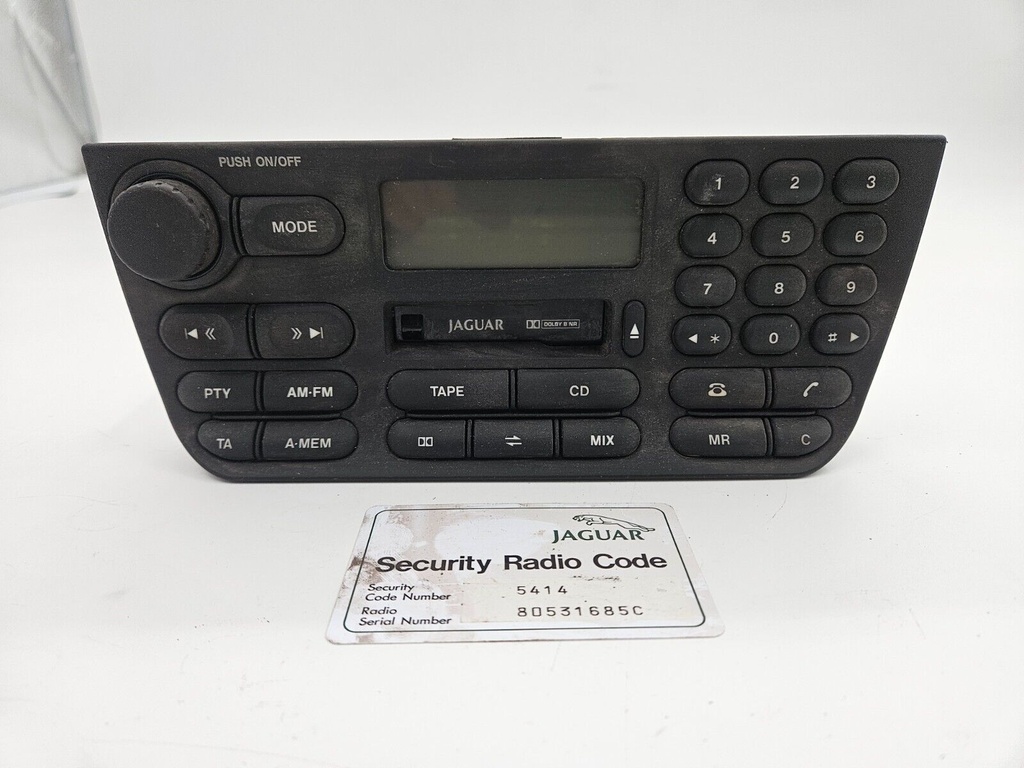 PUSH ON/OFF
MODE
1 2 3
4 5 6
7 8 9
* 0 #
JAGUAR DOLBY B NR
PTY AM-FM TAPE CD
TA A-MEM MIX MR C
JAGUAR
Security Radio Code
Security
Code Number 5414
Radio
Serial Number 80531685C